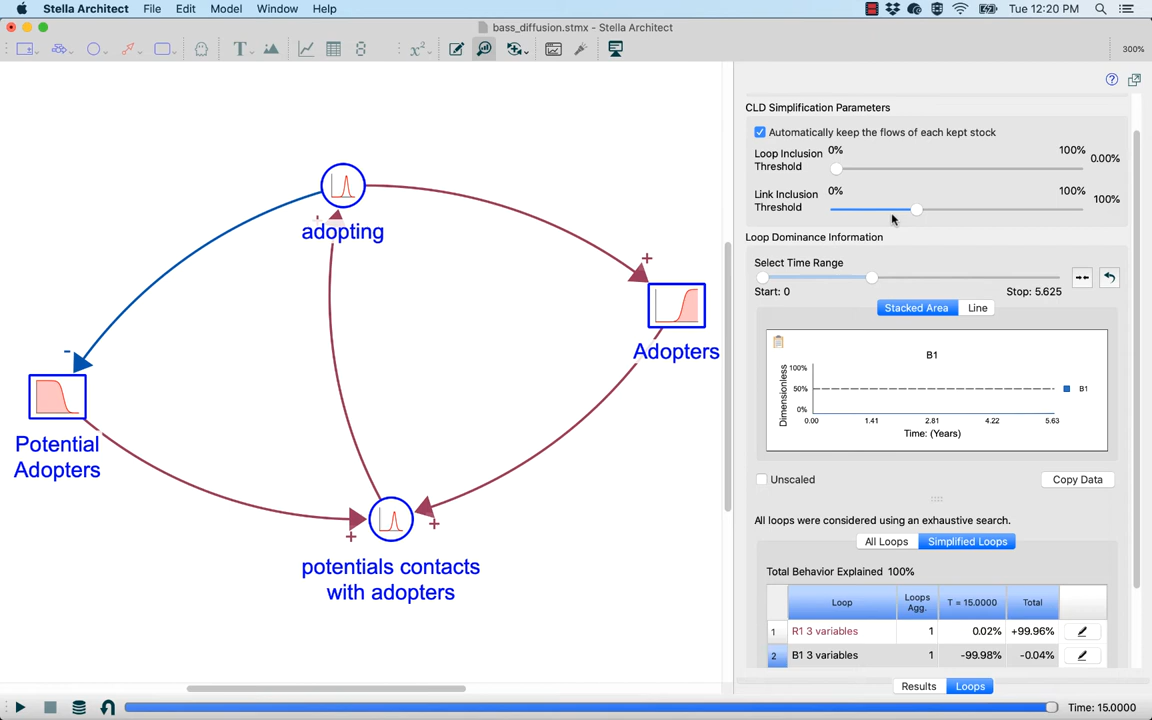 Stella Architect File Edit Model Window Help Tue 12:20 PM
bass_diffusion.stmx - Stella Architect
300%
CLD Simplification Parameters
Automatically keep the flows of each kept stock
Loop Inclusion Threshold 0% 100% 0.00%
Link Inclusion Threshold 0% 100% 100%
Loop Dominance Information
Select Time Range
Start: 0 Stop: 5.625
Stacked Area Line
B1
Dimensionless
100%
50%
0%
0.00 1.41 2.81 4.22 5.63
Time: (Years)
B1
Unscaled Copy Data
All loops were considered using an exhaustive search.
All Loops Simplified Loops
Total Behavior Explained 100%
Loop Loops Agg. T = 15.0000 Total
1 R1 3 variables 1 0.02% +99.96%
2 B1 3 variables 1 -99.98% -0.04%
Results Loops
Time: 15.0000
adopting
+
+
Adopters
-
Potential
Adopters
+
+
potentials contacts
with adopters